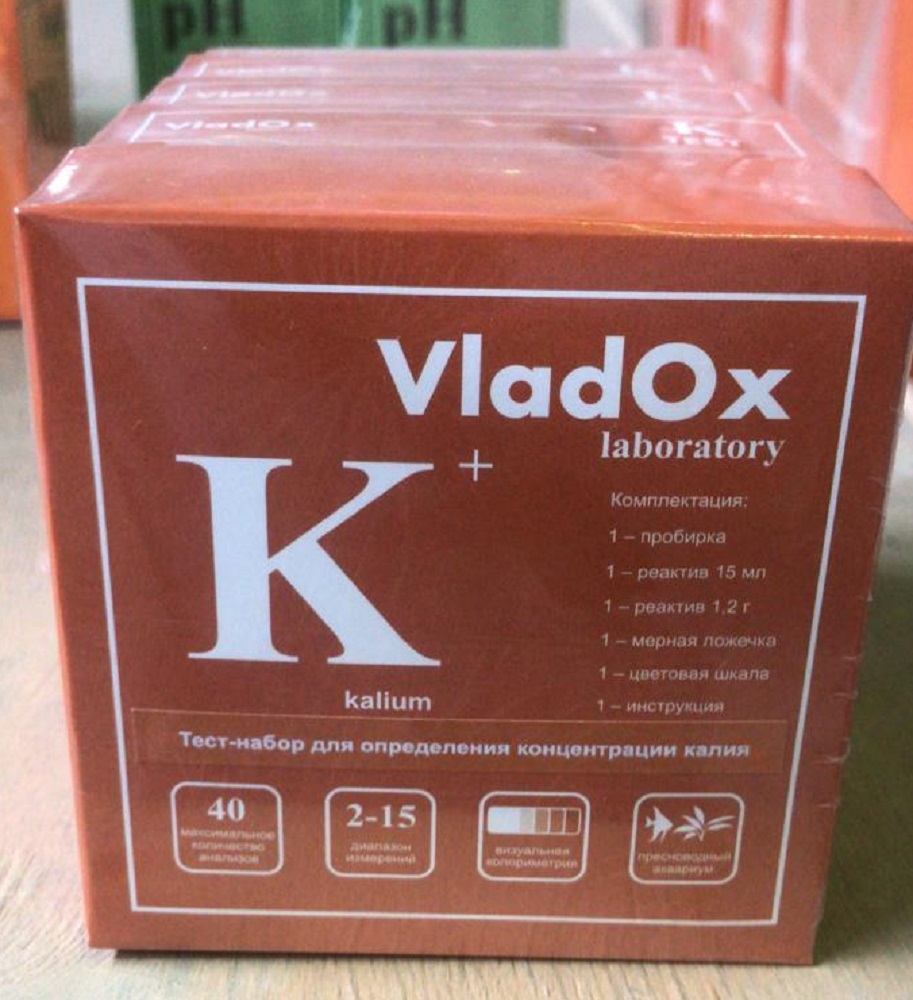 pH
pH
VladOx
VladOx
VladOx
K
TEST
VladOx
laboratory
K+
kalium
Комплектация:
1 – пробирка
1 – реактив 15 мл
1 – реактив 1,2 г
1 – мерная ложечка
1 – цветовая шкала
1 – инструкция
Тест-набор для определения концентрации калия
40
максимальное
количество
анализов
2-15
диапазон
измерений
визуальная
колориметрия
пресноводный
аквариум